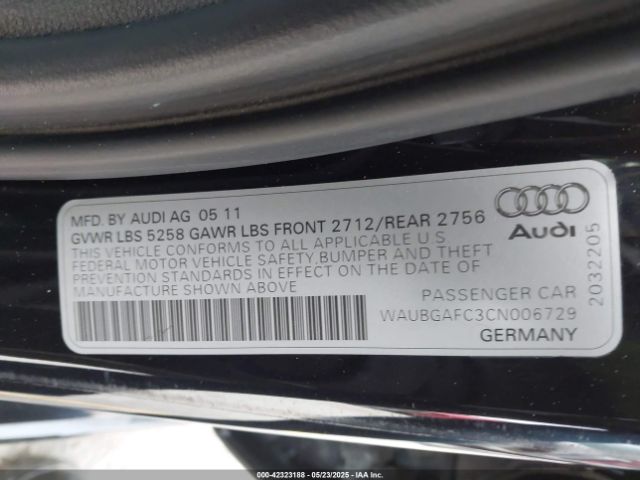 MFD. BY AUDI AG 05 11
GVWR LBS 5258 GAWR LBS FRONT 2712/REAR 2756
THIS VEHICLE CONFORMS TO ALL APPLICABLE U S
FEDERAL MOTOR VEHICLE SAFETY,BUMPER AND THEFT
PREVENTION STANDARDS IN EFFECT ON THE DATE OF
MANUFACTURE SHOWN ABOVE
PASSENGER CAR
WAUBGAFC3CN006729
GERMANY
Audi
2032205
000-42323188 - 05/23/2025 - IAAI.COM